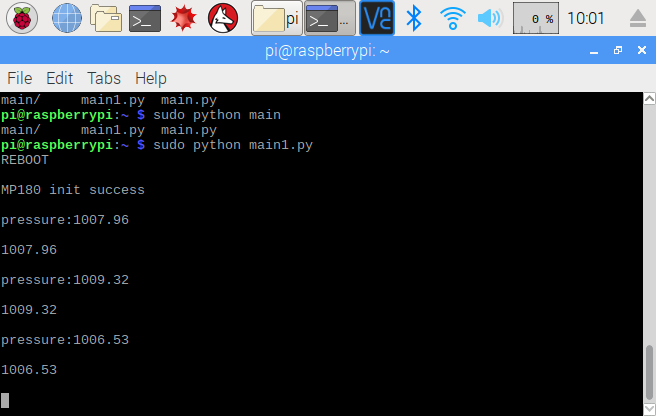 pi
...
VNC
0 %
10:01
pi@raspberrypi: ~
File Edit Tabs Help
main/     main1.py  main.py
pi@raspberrypi:~ $ sudo python main
main/     main1.py  main.py
pi@raspberrypi:~ $ sudo python main1.py
REBOOT
MP180 init success
pressure:1007.96
1007.96
pressure:1009.32
1009.32
pressure:1006.53
1006.53